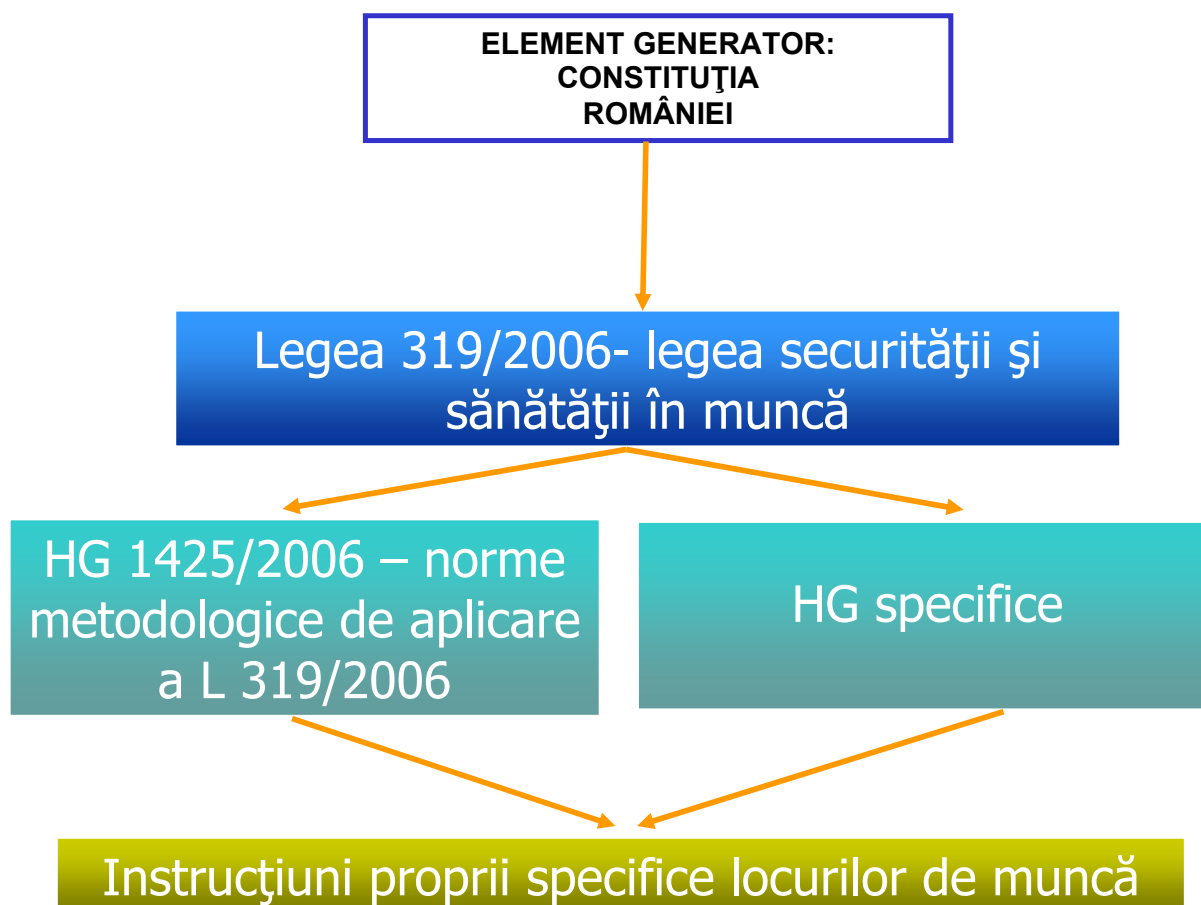 ELEMENT GENERATOR:
CONSTITUŢIA
ROMÂNIEI
Legea 319/2006- legea securităţii şi
sănătăţii în muncă
HG 1425/2006 – norme
metodologice de aplicare
a L 319/2006
HG specifice
Instrucţiuni proprii specifice locurilor de muncă